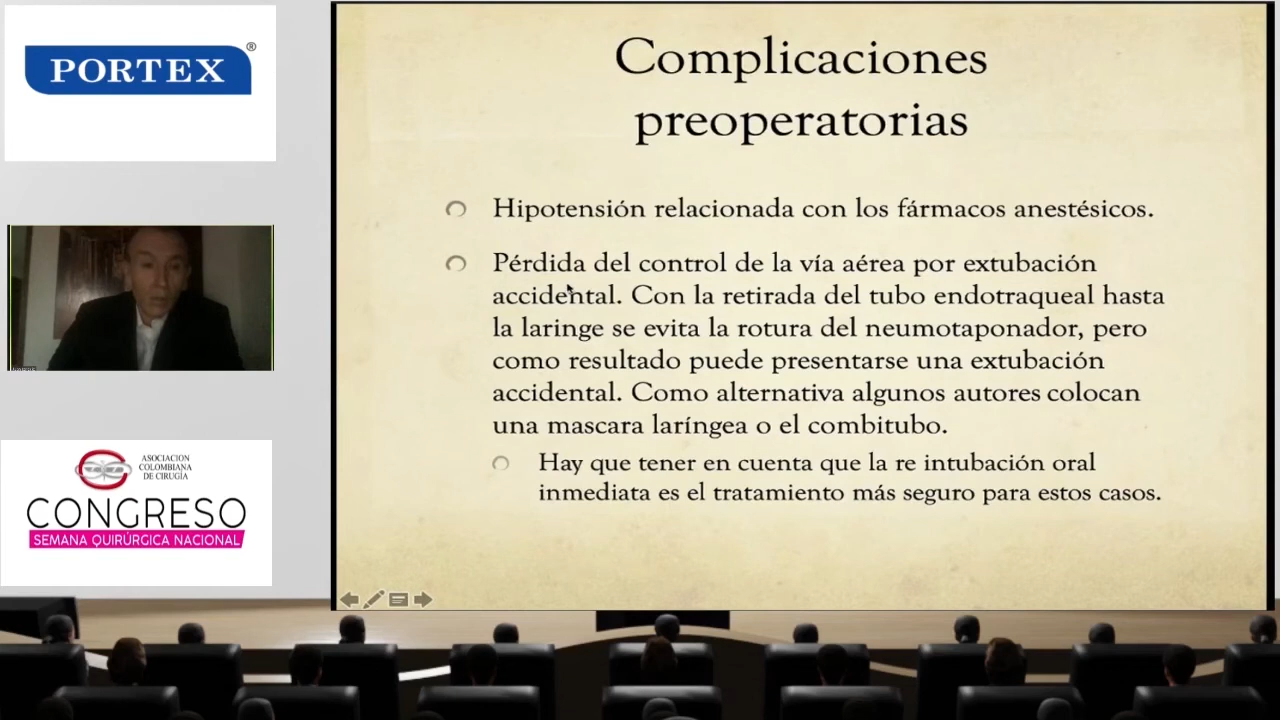 PORTEX®
ASOCIACION
COLOMBIANA
DE CIRUGÍA
CONGRESO
SEMANA QUIRÚRGICA NACIONAL
Complicaciones
preoperatorias
Hipotensión relacionada con los fármacos anestésicos.
Pérdida del control de la vía aérea por extubación
accidental. Con la retirada del tubo endotraqueal hasta
la laringe se evita la rotura del neumotaponador, pero
como resultado puede presentarse una extubación
accidental. Como alternativa algunos autores colocan
una mascara laríngea o el combitubo.
Hay que tener en cuenta que la re intubación oral
inmediata es el tratamiento más seguro para estos casos.